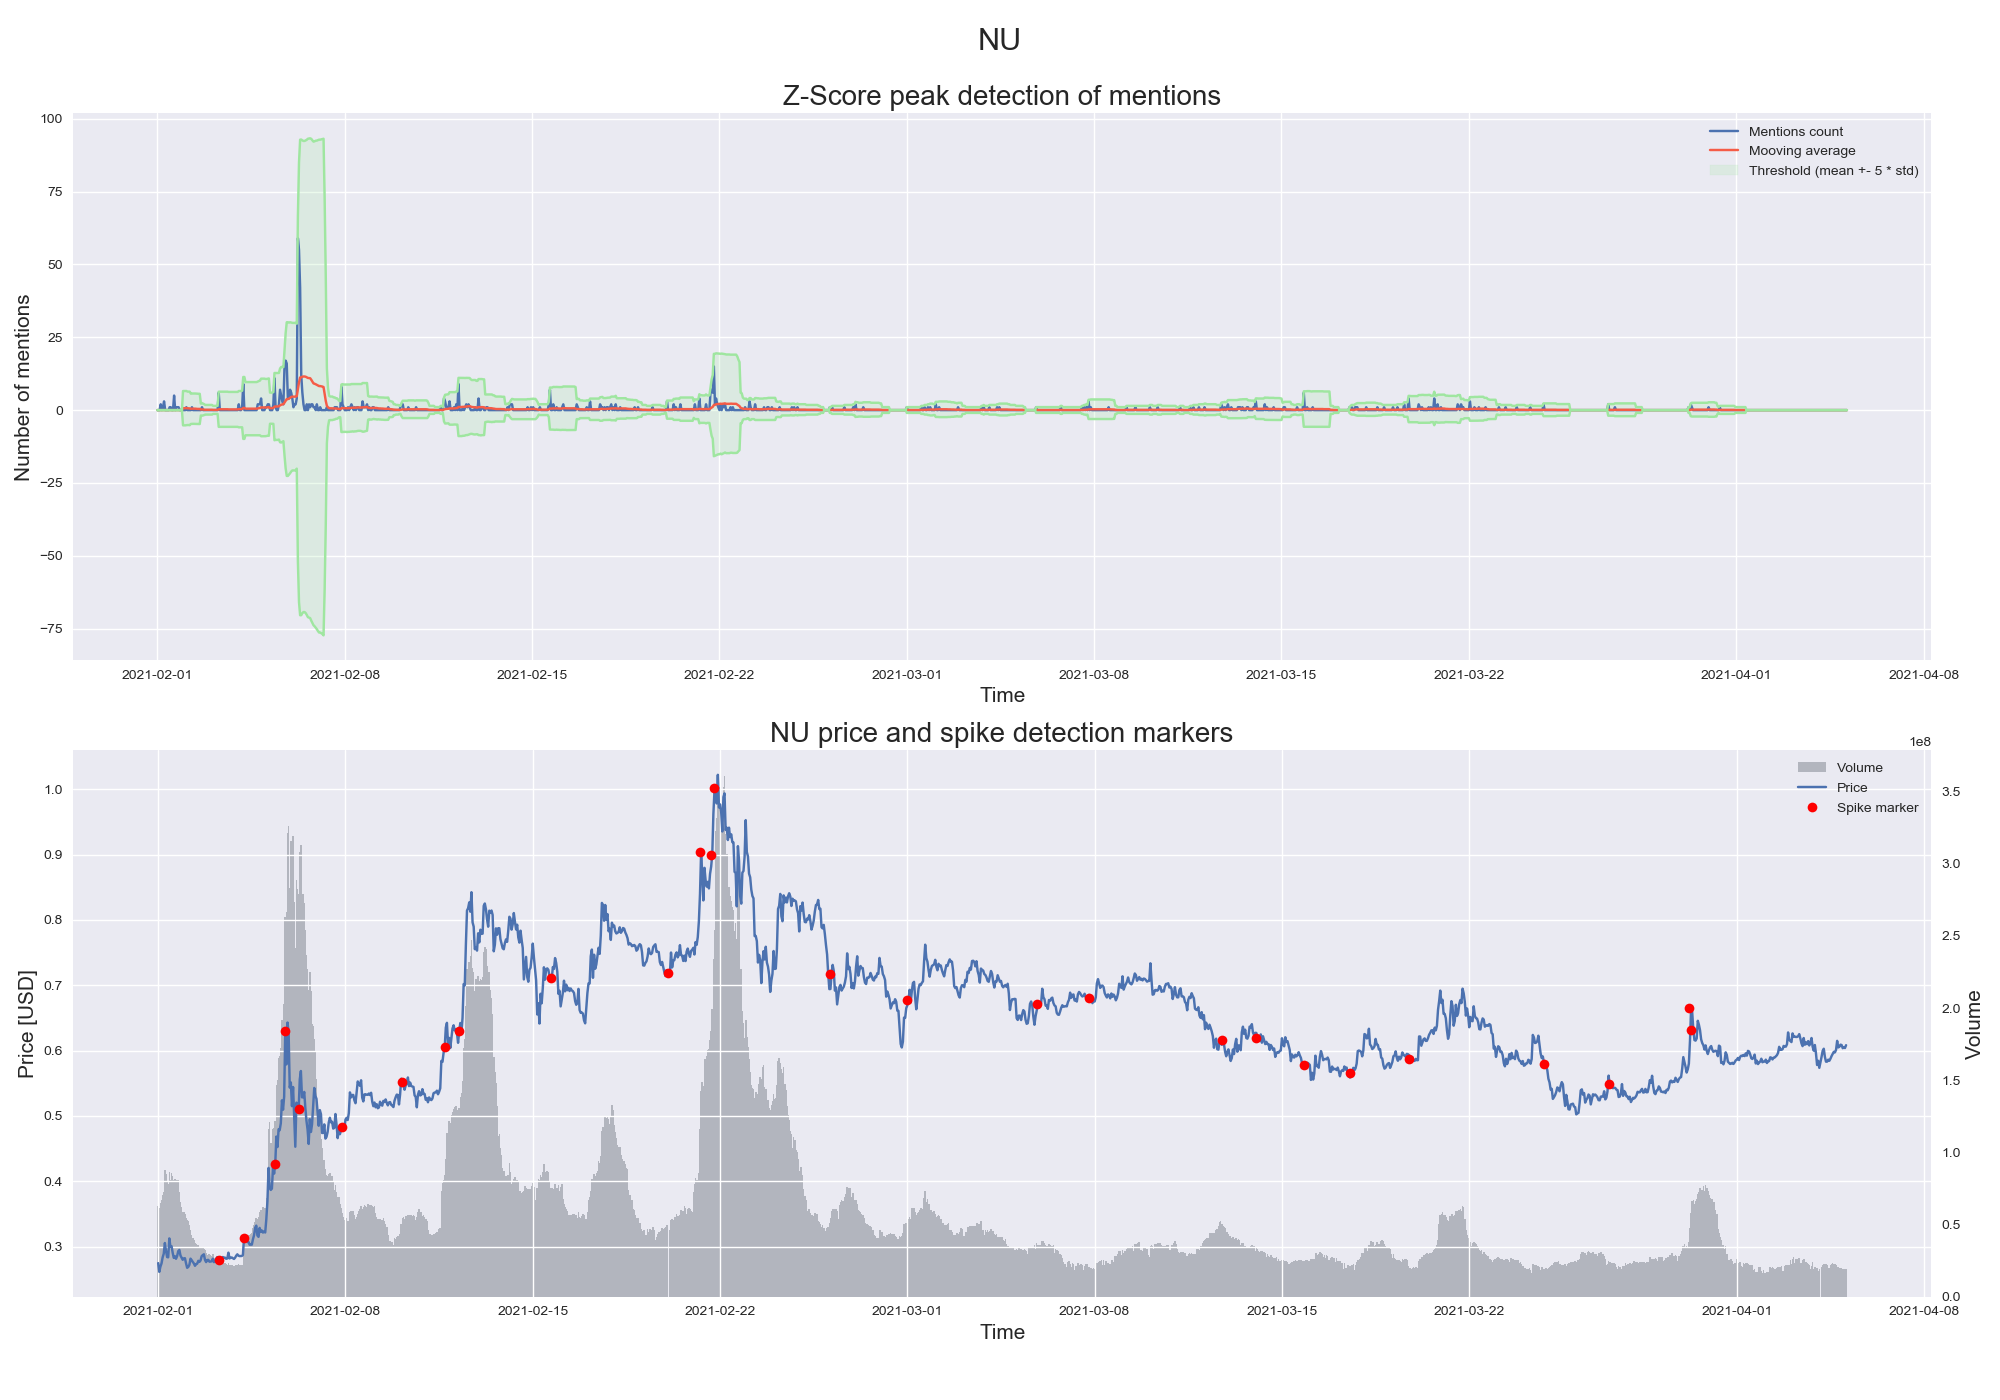 NU
Z-Score peak detection of mentions
Number of mentions
100
75
50
25
0
−25
−50
−75
Mentions count
Mooving average
Threshold (mean +- 5 * std)
2021-02-01 2021-02-08 2021-02-15 2021-02-22 2021-03-01 2021-03-08 2021-03-15 2021-03-22 2021-04-01 2021-04-08
Time
NU price and spike detection markers
1e8
Price [USD]
1.0
0.9
0.8
0.7
0.6
0.5
0.4
0.3
Volume
Price
Spike marker
3.5
3.0
2.5
2.0
1.5
1.0
0.5
0.0
Volume
2021-02-01 2021-02-08 2021-02-15 2021-02-22 2021-03-01 2021-03-08 2021-03-15 2021-03-22 2021-04-01 2021-04-08
Time